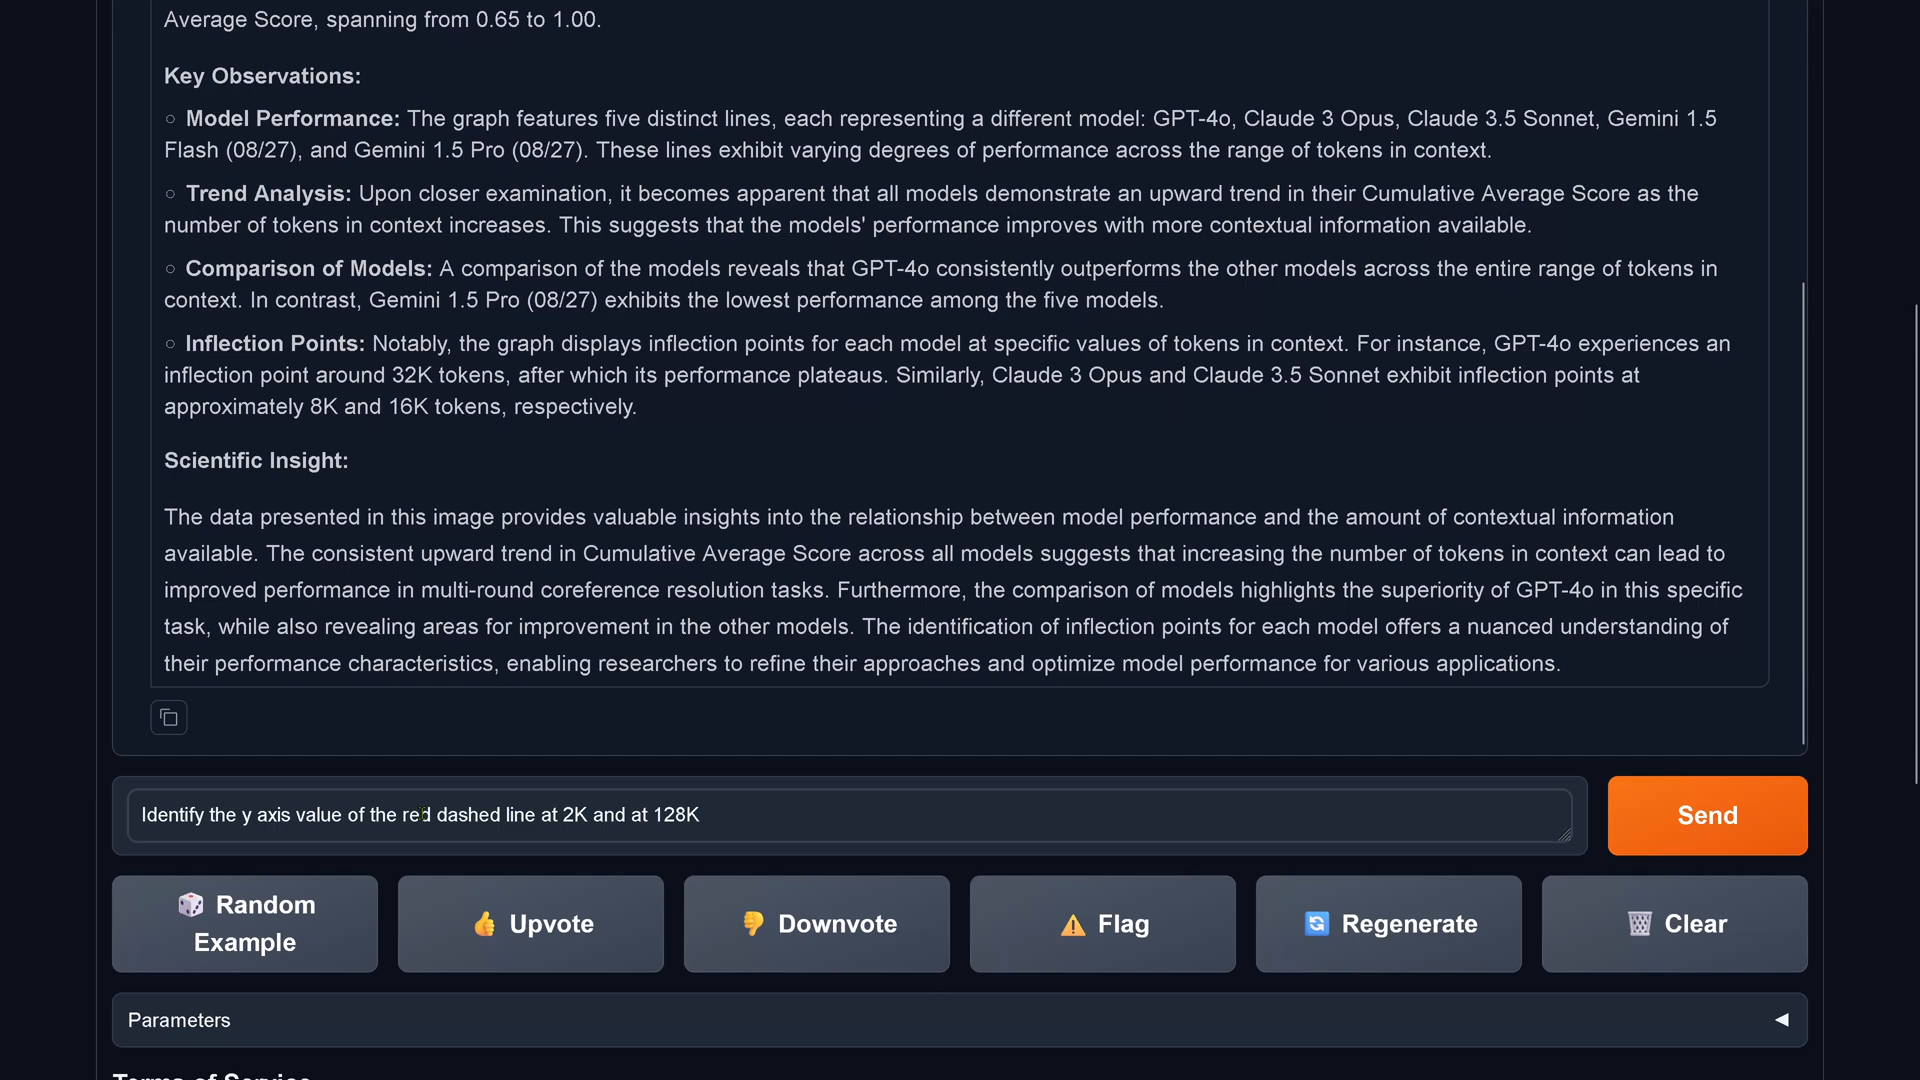 Average Score, spanning from 0.65 to 1.00.
Key Observations:
○ Model Performance: The graph features five distinct lines, each representing a different model: GPT-4o, Claude 3 Opus, Claude 3.5 Sonnet, Gemini 1.5
Flash (08/27), and Gemini 1.5 Pro (08/27). These lines exhibit varying degrees of performance across the range of tokens in context.
○ Trend Analysis: Upon closer examination, it becomes apparent that all models demonstrate an upward trend in their Cumulative Average Score as the
number of tokens in context increases. This suggests that the models' performance improves with more contextual information available.
○ Comparison of Models: A comparison of the models reveals that GPT-4o consistently outperforms the other models across the entire range of tokens in
context. In contrast, Gemini 1.5 Pro (08/27) exhibits the lowest performance among the five models.
○ Inflection Points: Notably, the graph displays inflection points for each model at specific values of tokens in context. For instance, GPT-4o experiences an
inflection point around 32K tokens, after which its performance plateaus. Similarly, Claude 3 Opus and Claude 3.5 Sonnet exhibit inflection points at
approximately 8K and 16K tokens, respectively.
Scientific Insight:
The data presented in this image provides valuable insights into the relationship between model performance and the amount of contextual information
available. The consistent upward trend in Cumulative Average Score across all models suggests that increasing the number of tokens in context can lead to
improved performance in multi-round coreference resolution tasks. Furthermore, the comparison of models highlights the superiority of GPT-4o in this specific
task, while also revealing areas for improvement in the other models. The identification of inflection points for each model offers a nuanced understanding of
their performance characteristics, enabling researchers to refine their approaches and optimize model performance for various applications.
Identify the y axis value of the red dashed line at 2K and at 128K
Send
Random
Example
Upvote
Downvote
Flag
Regenerate
Clear
Parameters
Terms of Service